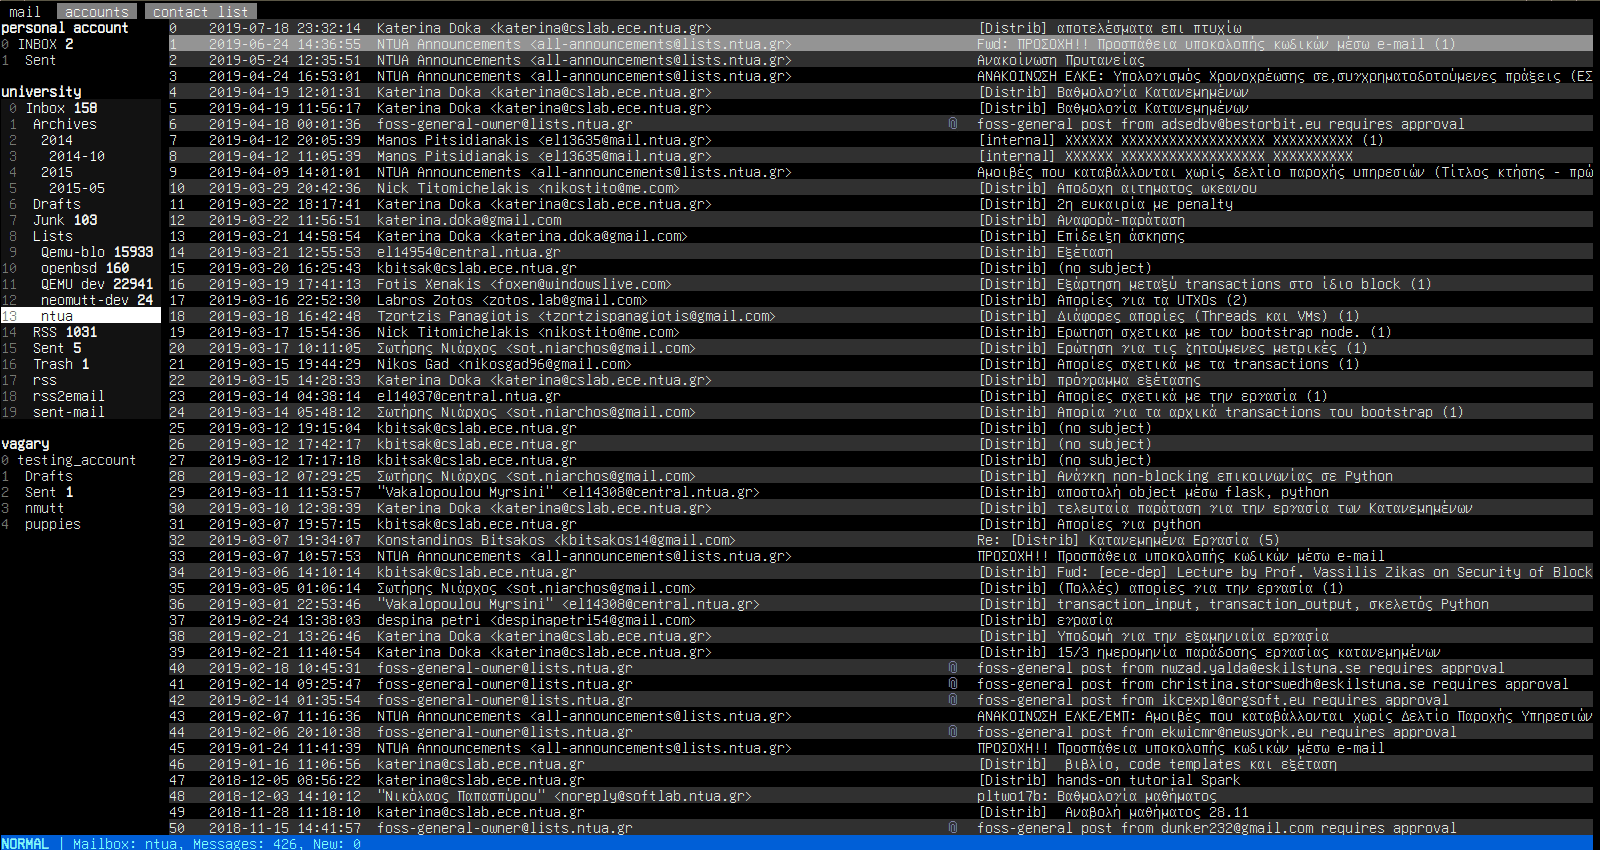 mail accounts contact list
personal account
0 INBOX 2
1 Sent
university
0 Inbox 158
1 Archives
2 2014
3 2014-10
4 2015
5 2015-05
6 Drafts
7 Junk 103
8 Lists
9 Qemu-blo 15933
10 openbsd 160
11 QEMU dev 22941
12 neomutt-dev 24
13 ntua
14 RSS 1031
15 Sent 5
16 Trash 1
17 rss
18 rss2email
19 sent-mail
vagary
0 testing_account
1 Drafts
2 Sent 1
3 nmutt
4 puppies
0 2019-07-18 23:32:14 Katerina Doka <katerina@cslab.ece.ntua.gr> [Distrib] αποτελέσματα επι πτυχίω
1 2019-06-24 14:36:55 NTUA Announcements <all-announcements@lists.ntua.gr> Fwd: ΠΡΟΣΟΧΗ!! Προσπάθεια υποκολοπής κωδικών μέσω e-mail (1)
2 2019-05-24 12:35:51 NTUA Announcements <all-announcements@lists.ntua.gr> Ανακοίνωση Πρυτανείας
3 2019-04-24 16:53:01 NTUA Announcements <all-announcements@lists.ntua.gr> ΑΝΑΚΟΙΝΩΣΗ ΕΛΚΕ: Υπολογισμός Χρονοχρέωσης σε,συγχρηματοδοτούμενες πράξεις (ΕΣ
4 2019-04-19 12:01:31 Katerina Doka <katerina@cslab.ece.ntua.gr> [Distrib] Βαθμολογία Κατανεμημένων
5 2019-04-19 11:56:17 Katerina Doka <katerina@cslab.ece.ntua.gr> [Distrib] Βαθμολογία Κατανεμημένων
6 2019-04-18 00:01:36 foss-general-owner@lists.ntua.gr foss-general post from adsedbv@bestorbit.eu requires approval
7 2019-04-12 20:05:39 Manos Pitsidianakis <el13635@mail.ntua.gr> [internal] XXXXXX XXXXXXXXXXXXXXXXXX XXXXXXXXXX (1)
8 2019-04-12 11:05:39 Manos Pitsidianakis <el13635@mail.ntua.gr> [internal] XXXXXX XXXXXXXXXXXXXXXXXX XXXXXXXXXX
9 2019-04-09 14:01:01 NTUA Announcements <all-announcements@lists.ntua.gr> Αμοιβές που καταβάλλονται χωρίς δελτίο παροχής υπηρεσιών (Τίτλος κτήσης - πρώ
10 2019-03-29 20:42:36 Nick Titomichelakis <nikostito@me.com> [Distrib] Αποδοχη αιτηματος ωκεανου
11 2019-03-22 18:17:41 Katerina Doka <katerina@cslab.ece.ntua.gr> [Distrib] 2η ευκαιρία με penalty
12 2019-03-22 11:56:51 katerina.doka@gmail.com [Distrib] Αναφορά-παράταση
13 2019-03-21 14:58:54 Katerina Doka <katerina.doka@gmail.com> [Distrib] Επίδειξη άσκησης
14 2019-03-21 12:55:53 el14954@central.ntua.gr [Distrib] Εξέταση
15 2019-03-20 16:25:43 kbitsak@cslab.ece.ntua.gr [Distrib] (no subject)
16 2019-03-19 17:41:13 Fotis Xenakis <foxen@windowslive.com> [Distrib] Εξάρτηση μεταξύ transactions στο ίδιο block (1)
17 2019-03-16 22:52:30 Labros Zotos <zotos.lab@gmail.com> [Distrib] Απορίες για τα UTXOs (2)
18 2019-03-18 16:42:48 Tzortzis Panagiotis <tzortzispanagiotis@gmail.com> [Distrib] Διάφορες απορίες (Threads και VMs) (1)
19 2019-03-17 15:54:36 Nick Titomichelakis <nikostito@me.com> [Distrib] Ερωτηση σχετικα με τον bootstrap node. (1)
20 2019-03-17 10:11:05 Σωτήρης Νιάρχος <sot.niarchos@gmail.com> [Distrib] Ερώτηση για τις ζητούμενες μετρικές (1)
21 2019-03-15 19:44:29 Nikos Gad <nikosgad96@gmail.com> [Distrib] Απορίες σχετικά με τα transactions (1)
22 2019-03-15 14:28:33 Katerina Doka <katerina@cslab.ece.ntua.gr> [Distrib] πρόγραμμα εξέτασης
23 2019-03-14 04:38:14 el14037@central.ntua.gr [Distrib] Απορίες σχετικά με την εργασία (1)
24 2019-03-14 05:48:12 Σωτήρης Νιάρχος <sot.niarchos@gmail.com> [Distrib] Απορία για τα αρχικά transactions του bootstrap (1)
25 2019-03-12 19:15:04 kbitsak@cslab.ece.ntua.gr [Distrib] (no subject)
26 2019-03-12 17:42:17 kbitsak@cslab.ece.ntua.gr [Distrib] (no subject)
27 2019-03-12 17:17:18 kbitsak@cslab.ece.ntua.gr [Distrib] (no subject)
28 2019-03-12 07:29:25 Σωτήρης Νιάρχος <sot.niarchos@gmail.com> [Distrib] Ανάγκη non-blocking επικοινωνίας σε Python
29 2019-03-11 11:53:57 "Vakalopoulou Myrsini" <el14308@central.ntua.gr> [Distrib] αποστολή object μέσω flask, python
30 2019-03-10 12:38:39 Katerina Doka <katerina@cslab.ece.ntua.gr> [Distrib] τελευταία παράταση για την εργασία των Κατανεμημένων
31 2019-03-07 19:57:15 kbitsak@cslab.ece.ntua.gr [Distrib] Απορίες για python
32 2019-03-07 19:34:07 Konstandinos Bitsakos <kbitsakos14@gmail.com> Re: [Distrib] Κατανεμημένα Εργασία (5)
33 2019-03-07 10:57:53 NTUA Announcements <all-announcements@lists.ntua.gr> ΠΡΟΣΟΧΗ!! Προσπάθεια υποκολοπής κωδικών μέσω e-mail
34 2019-03-06 14:10:14 kbitsak@cslab.ece.ntua.gr [Distrib] Fwd: [ece-dep] Lecture by Prof. Vassilis Zikas on Security of Block
35 2019-03-05 01:06:14 Σωτήρης Νιάρχος <sot.niarchos@gmail.com> [Distrib] (Πολλές) απορίες για την εργασία (1)
36 2019-03-01 22:53:46 "Vakalopoulou Myrsini" <el14308@central.ntua.gr> [Distrib] transaction_input, transaction_output, σκελετός Python
37 2019-02-24 13:38:03 despina petri <despinapetri54@gmail.com> [Distrib] εγρασία
38 2019-02-21 13:26:46 Katerina Doka <katerina@cslab.ece.ntua.gr> [Distrib] Υποδομή για την εξαμηνιαία εργασία
39 2019-02-21 11:40:54 Katerina Doka <katerina@cslab.ece.ntua.gr> [Distrib] 15/3 ημερομηνία παράδοσης εργασίας κατανεμημένων
40 2019-02-18 10:45:31 foss-general-owner@lists.ntua.gr foss-general post from nwzad.yalda@eskilstuna.se requires approval
41 2019-02-14 09:25:47 foss-general-owner@lists.ntua.gr foss-general post from christina.storswedh@eskilstuna.se requires approval
42 2019-02-14 01:35:54 foss-general-owner@lists.ntua.gr foss-general post from ikcexpl@orgsoft.eu requires approval
43 2019-02-07 11:16:36 NTUA Announcements <all-announcements@lists.ntua.gr> ΑΝΑΚΟΙΝΩΣΗ ΕΛΚΕ/ΕΜΠ: Αμοιβές που καταβάλλονται χωρίς Δελτίο Παροχής Υπηρεσιών
44 2019-02-06 20:10:38 foss-general-owner@lists.ntua.gr foss-general post from ekwicmr@newsyork.eu requires approval
45 2019-01-24 11:41:39 NTUA Announcements <all-announcements@lists.ntua.gr> ΠΡΟΣΟΧΗ!! Προσπάθεια υποκολοπής κωδικών μέσω e-mail
46 2019-01-16 11:06:56 katerina@cslab.ece.ntua.gr [Distrib] βιβλίο, code templates και εξέταση
47 2018-12-05 08:56:22 katerina@cslab.ece.ntua.gr [Distrib] hands-on tutorial Spark
48 2018-12-03 14:10:12 "Νικόλαος Παπασπύρου" <noreply@softlab.ntua.gr> pltwo17b: Βαθμολογία μαθήματος
49 2018-11-28 11:18:10 katerina@cslab.ece.ntua.gr [Distrib] Αναβολή μαθήματος 28.11
50 2018-11-15 14:41:57 foss-general-owner@lists.ntua.gr foss-general post from dunker232@gmail.com requires approval
NORMAL | Mailbox: ntua, Messages: 426, New: 0